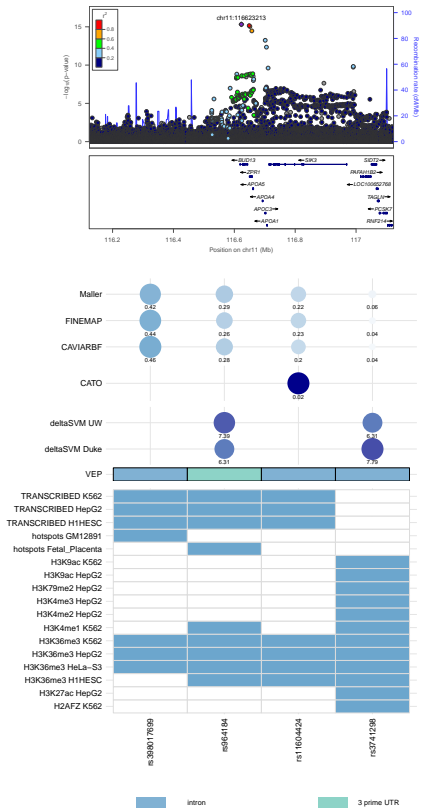 chr11:116623213
r²
0.8
0.6
0.4
0.2
15
10
5
0
−log₁₀(p−value)
100
80
60
40
20
0
Recombination rate (cM/Mb)
BUD13
SIK3
SIDT2
ZPR1
PAFAH1B2
APOA5
LOC100652768
APOA4
TAGLN
APOC3
PCSK7
APOA1
RNF214
116.2
116.4
116.6
116.8
117
Position on chr11 (Mb)
Maller
0.42
0.29
0.22
0.06
FINEMAP
0.44
0.26
0.23
0.04
CAVIARBF
0.46
0.28
0.2
0.04
CATO
0.02
deltaSVM UW
7.39
6.31
deltaSVM Duke
6.31
7.79
VEP
TRANSCRIBED K562
TRANSCRIBED HepG2
TRANSCRIBED H1HESC
hotspots GM12891
hotspots Fetal_Placenta
H3K9ac K562
H3K9ac HepG2
H3K79me2 HepG2
H3K4me3 HepG2
H3K4me2 HepG2
H3K4me1 K562
H3K36me3 K562
H3K36me3 HepG2
H3K36me3 HeLa−S3
H3K36me3 H1HESC
H3K27ac HepG2
H2AFZ K562
rs398017699
rs964184
rs11604424
rs3741298
intron
3 prime UTR